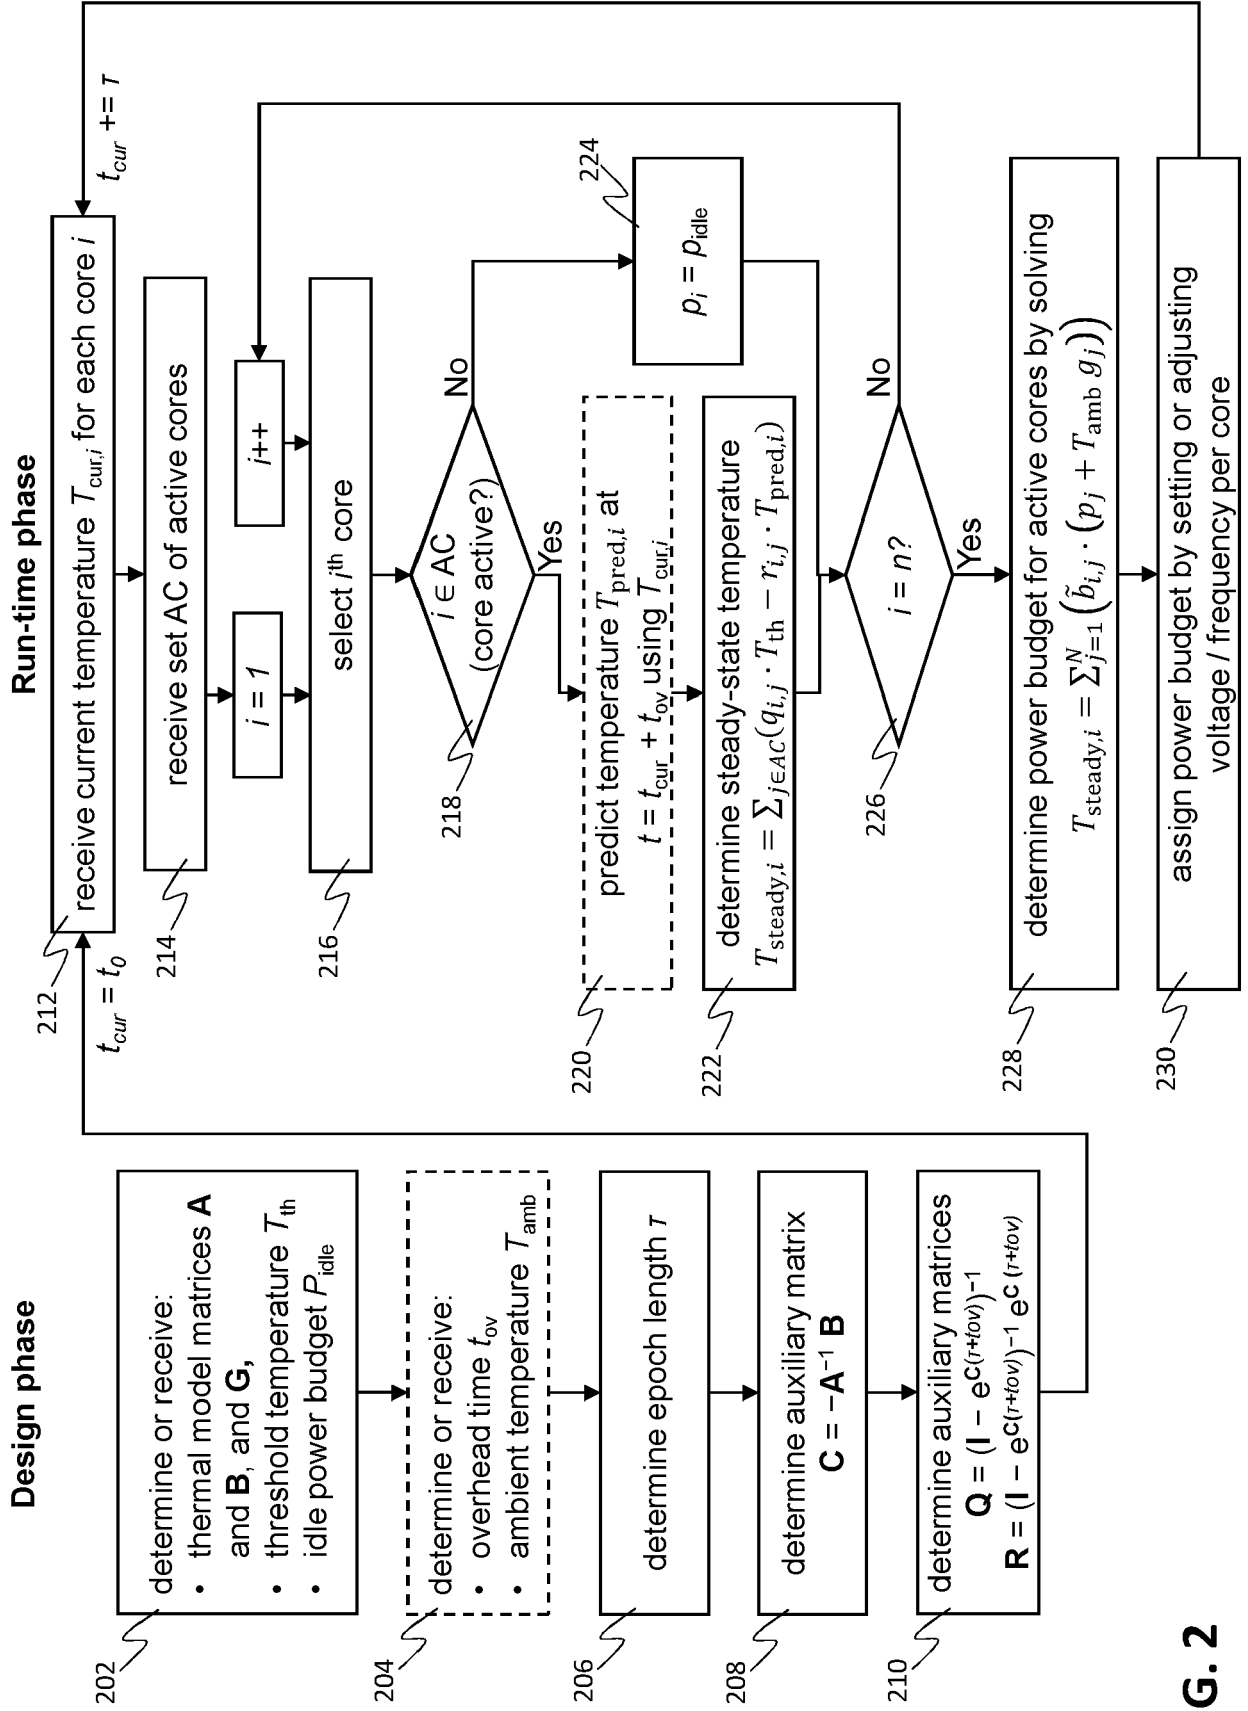 Design phase
202
determine or receive:
• thermal model matrices A
and B, and G,
• threshold temperature T_th
• idle power budget P_idle
204
determine or receive:
• overhead time t_ov
• ambient temperature T_amb
206
determine epoch length τ
208
determine auxiliary matrix
C = −A⁻¹ B
210
determine auxiliary matrices
Q = (I − e^C(τ+tov))⁻¹
R = (I − e^C(τ+tov))⁻¹ e^C (τ+tov)
Run-time phase
t_cur = t_0
t_cur += τ
212
receive current temperature T_cur,i for each core i
214
receive set AC of active cores
i = 1
i++
216
select i^th core
218
i ∈ AC
(core active?)
No
Yes
220
predict temperature T_pred,i at
t = t_cur + t_ov using T_cur,i
224
p_i = p_idle
222
determine steady-state temperature
T_steady,i = Σ_j∈AC(q_i,j · T_th − r_i,j · T_pred,i)
226
i = n?
No
Yes
228
determine power budget for active cores by solving
T_steady,i = Σ_j=1^N (b̃_i,j · (p_j + T_amb g_j))
230
assign power budget by setting or adjusting
voltage / frequency per core
G. 2